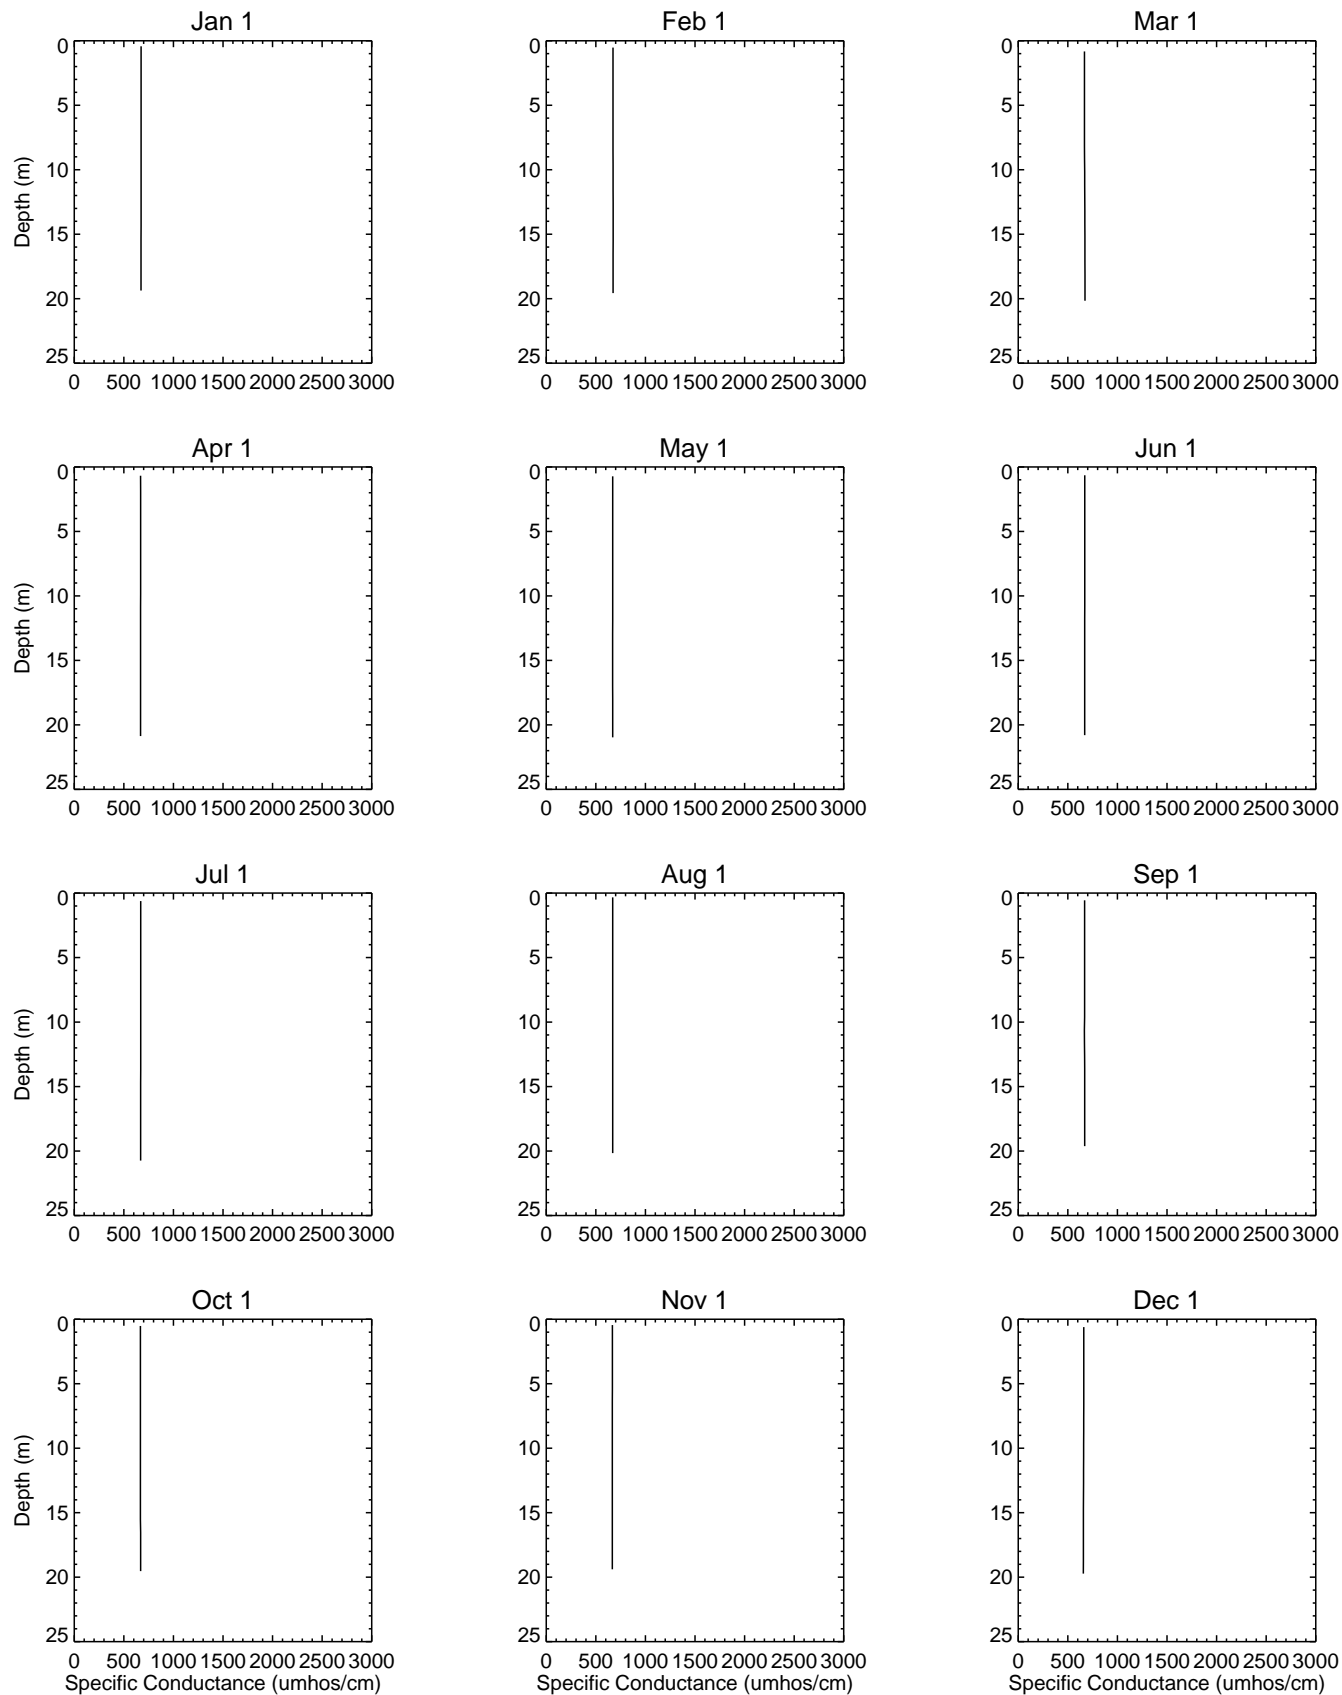 Jan 1 Feb 1 Mar 1
0 0 0
5 5 5
10 10 10
Depth (m)
15 15 15
20 20 20
25 25 25
0 500 1000 1500 2000 2500 3000 0 500 1000 1500 2000 2500 3000 0 500 1000 1500 2000 2500 3000
Apr 1 May 1 Jun 1
0 0 0
5 5 5
10 10 10
Depth (m)
15 15 15
20 20 20
25 25 25
0 500 1000 1500 2000 2500 3000 0 500 1000 1500 2000 2500 3000 0 500 1000 1500 2000 2500 3000
Jul 1 Aug 1 Sep 1
0 0 0
5 5 5
10 10 10
Depth (m)
15 15 15
20 20 20
25 25 25
0 500 1000 1500 2000 2500 3000 0 500 1000 1500 2000 2500 3000 0 500 1000 1500 2000 2500 3000
Oct 1 Nov 1 Dec 1
0 0 0
5 5 5
10 10 10
Depth (m)
15 15 15
20 20 20
25 25 25
0 500 1000 1500 2000 2500 3000 0 500 1000 1500 2000 2500 3000 0 500 1000 1500 2000 2500 3000
Specific Conductance (umhos/cm) Specific Conductance (umhos/cm) Specific Conductance (umhos/cm)